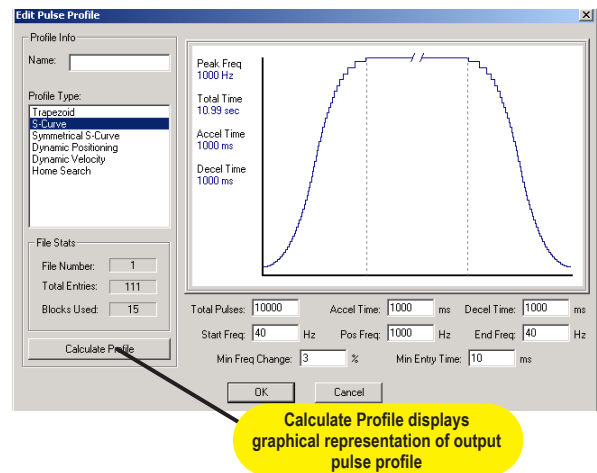 Edit Pulse Profile
Profile Info
Name:
Profile Type:
Trapezoid
S-Curve
Symmetrical S-Curve
Dynamic Positioning
Dynamic Velocity
Home Search
File Stats
File Number: 1
Total Entries: 111
Blocks Used: 15
Calculate Profile
Peak Freq
1000 Hz
Total Time
10.99 sec
Accel Time
1000 ms
Decel Time
1000 ms
Total Pulses: 10000 Accel Time: 1000 ms Decel Time: 1000 ms
Start Freq: 40 Hz Pos Freq: 1000 Hz End Freq: 40 Hz
Min Freq Change: 3 % Min Entry Time: 10 ms
OK Cancel
Calculate Profile displays
graphical representation of output
pulse profile